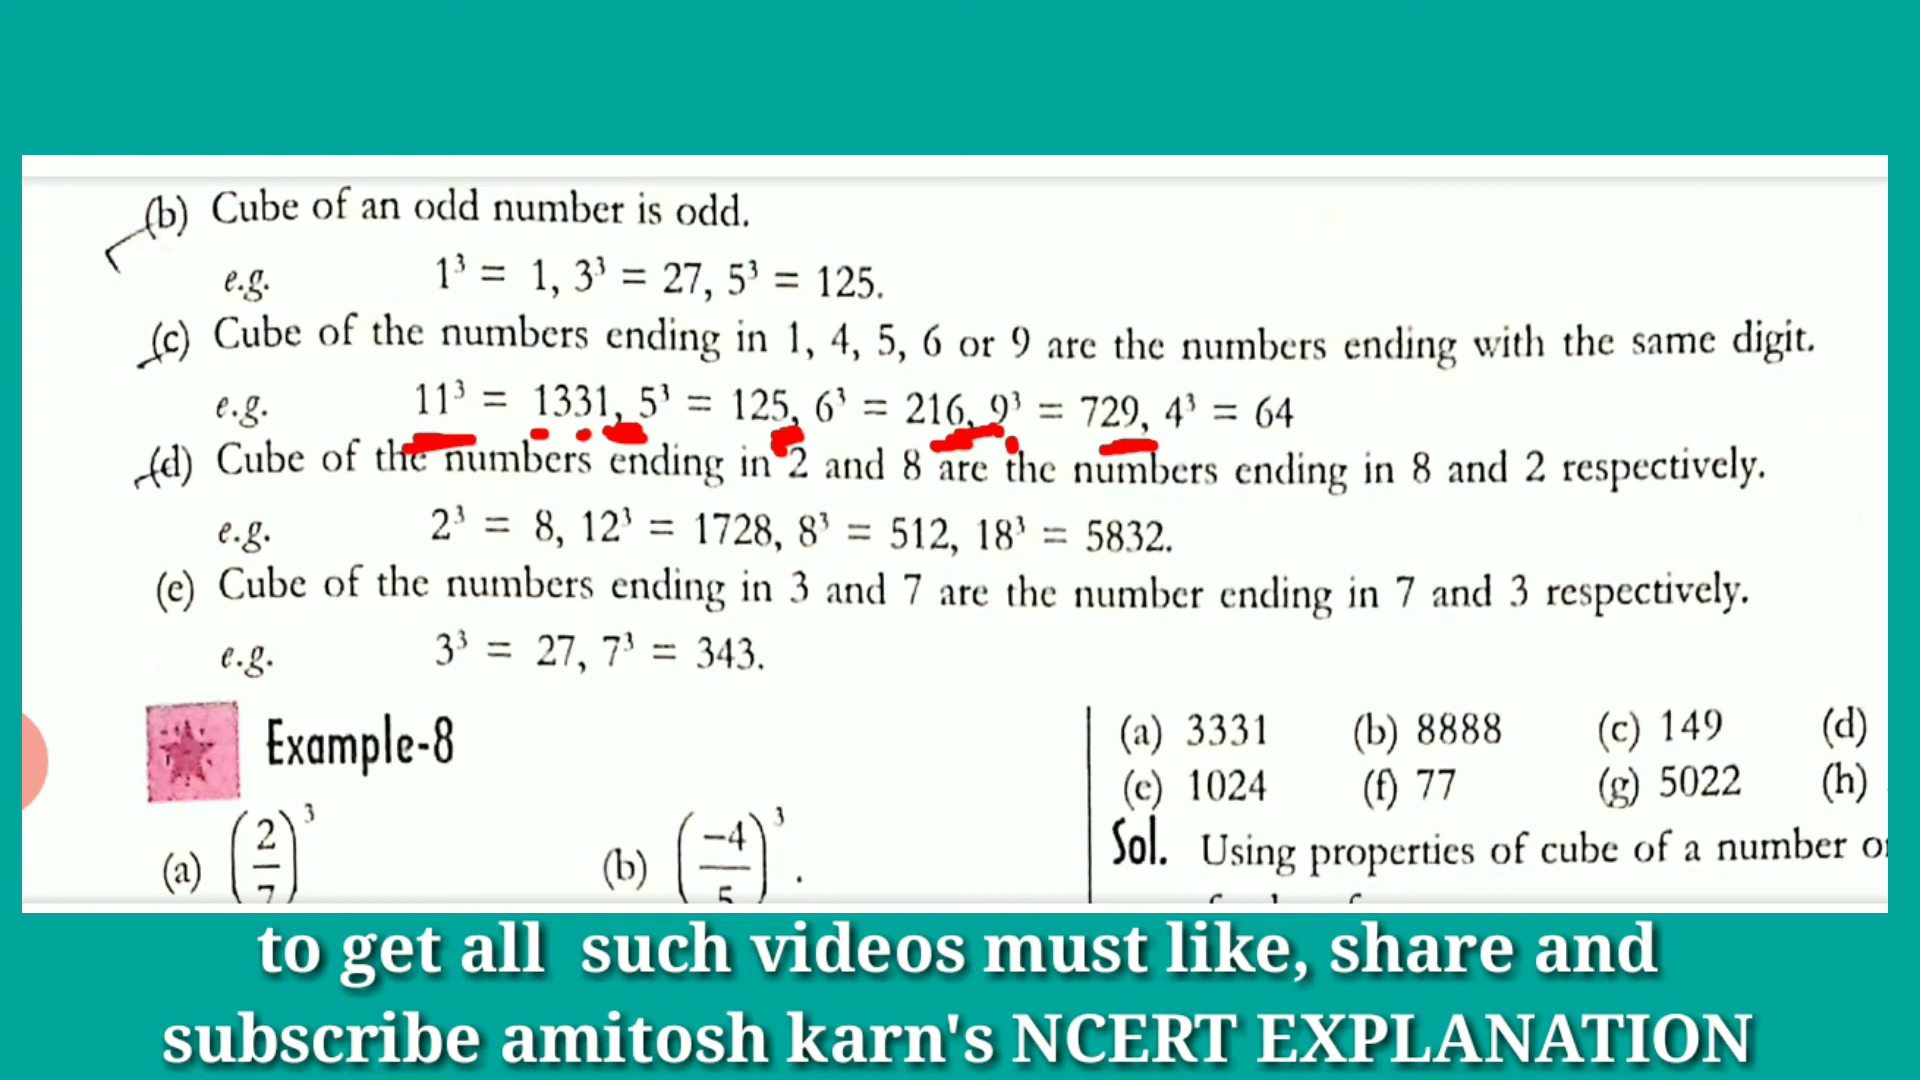 (b) Cube of an odd number is odd.
e.g. 1³ = 1, 3³ = 27, 5³ = 125.
(c) Cube of the numbers ending in 1, 4, 5, 6 or 9 are the numbers ending with the same digit.
e.g. 11³ = 1331, 5³ = 125, 6³ = 216, 9³ = 729, 4³ = 64
(d) Cube of the numbers ending in 2 and 8 are the numbers ending in 8 and 2 respectively.
e.g. 2³ = 8, 12³ = 1728, 8³ = 512, 18³ = 5832.
(e) Cube of the numbers ending in 3 and 7 are the number ending in 7 and 3 respectively.
e.g. 3³ = 27, 7³ = 343.
Example-8
(a) (2/7)³ (b) (-4/5)³ .
(a) 3331 (b) 8888 (c) 149 (d)
(e) 1024 (f) 77 (g) 5022 (h)
Sol. Using properties of cube of a number
to get all such videos must like, share and
subscribe amitosh karn's NCERT EXPLANATION